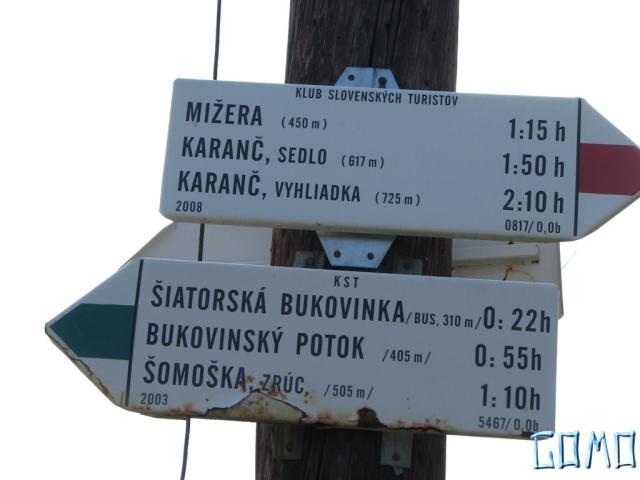 KLUB SLOVENSKÝCH TURISTOV
MIŽERA (450 m) 1:15 h
KARANČ, SEDLO (617 m) 1:50 h
KARANČ, VYHLIADKA (725 m) 2:10 h
2008 0817/0,0b
KST
ŠIATORSKÁ BUKOVINKA/BUS, 310 m/ 0: 22h
BUKOVINSKÝ POTOK /405 m/ 0: 55h
ŠOMOŠKA, ZRÚC, /505 m/ 1:10h
2003 5467/0,0b
GOMO